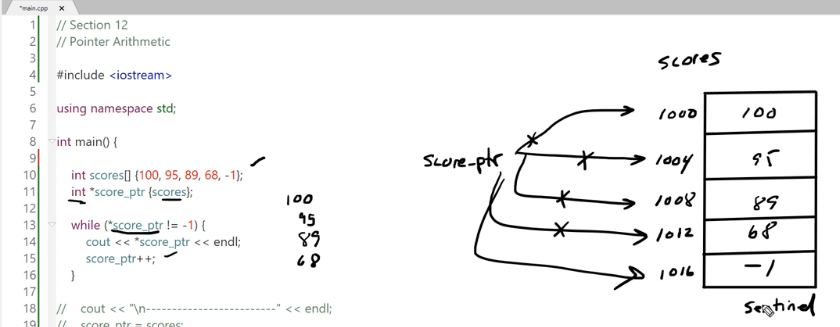 *main.cpp x
1 // Section 12
2 // Pointer Arithmetic
3
4 #include <iostream>
5
6 using namespace std;
7
8 int main() {
9
10 int scores[] {100, 95, 89, 68, -1};
11 int *score_ptr {scores};
12
13 while (*score_ptr != -1) {
14 cout << *score_ptr << endl;
15 score_ptr++;
16 }
17
18 // cout << "\n-------------------------" << endl;
19 // score_ptr = scores;
100
95
89
68
scores
score_ptr
1000 100
1004 95
1008 89
1012 68
1016 -1
Sentinel